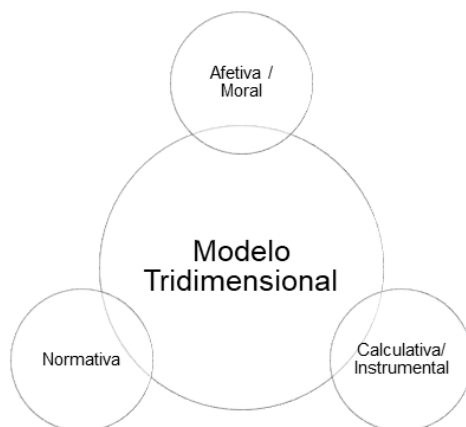 Afetiva /
Moral
Modelo
Tridimensional
Normativa
Calculativa/
Instrumental